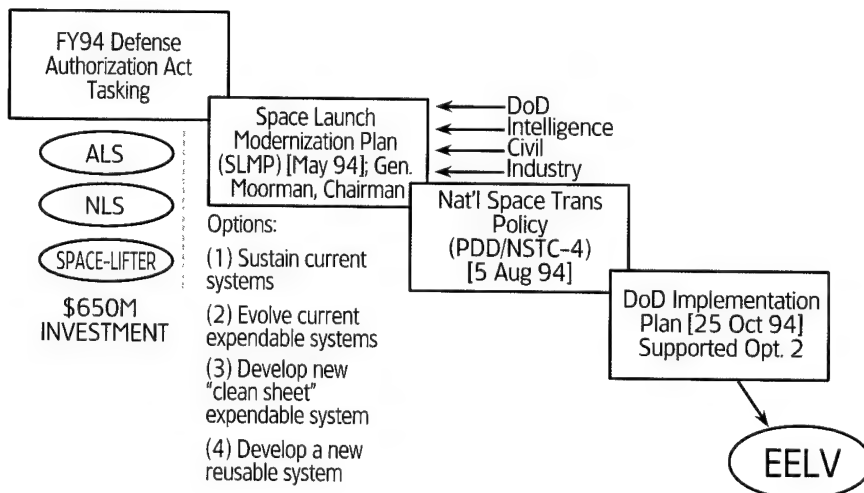 FY94 Defense
Authorization Act
Tasking
ALS
NLS
SPACE-LIFTER
$650M
INVESTMENT
Space Launch
Modernization Plan
(SLMP) [May 94]; Gen.
Moorman, Chairman
DoD
Intelligence
Civil
Industry
Options:
(1) Sustain current
systems
(2) Evolve current
expendable systems
(3) Develop new
"clean sheet"
expendable system
(4) Develop a new
reusable system
Nat'l Space Trans
Policy
(PDD/NSTC-4)
[5 Aug 94]
DoD Implementation
Plan [25 Oct 94]
Supported Opt. 2
EELV